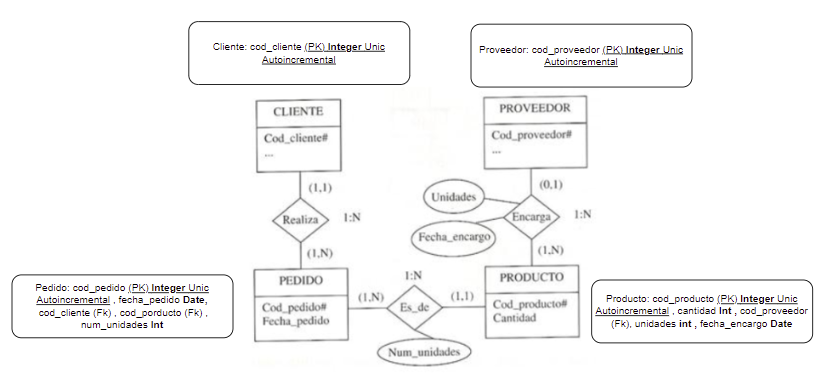 Cliente: cod_cliente (PK) Integer Unic
Autoincremental
Proveedor: cod_proveedor (PK) Integer Unic
Autoincremental
CLIENTE
Cod_cliente#
...
PROVEEDOR
Cod_proveedor#
...
(1,1)
(0,1)
Unidades
Realiza
1:N
Encarga
1:N
Fecha_encargo
(1,N)
(1,N)
Pedido: cod_pedido (PK) Integer Unic
Autoincremental , fecha_pedido Date,
cod_cliente (Fk) , cod_porducto (Fk) ,
num_unidades Int
PEDIDO
Cod_pedido#
Fecha_pedido
1:N
(1,N)
Es_de
(1,1)
Num_unidades
PRODUCTO
Cod_producto#
Cantidad
Producto: cod_producto (PK) Integer Unic
Autoincremental , cantidad Int , cod_proveedor
(Fk), unidades int , fecha_encargo Date